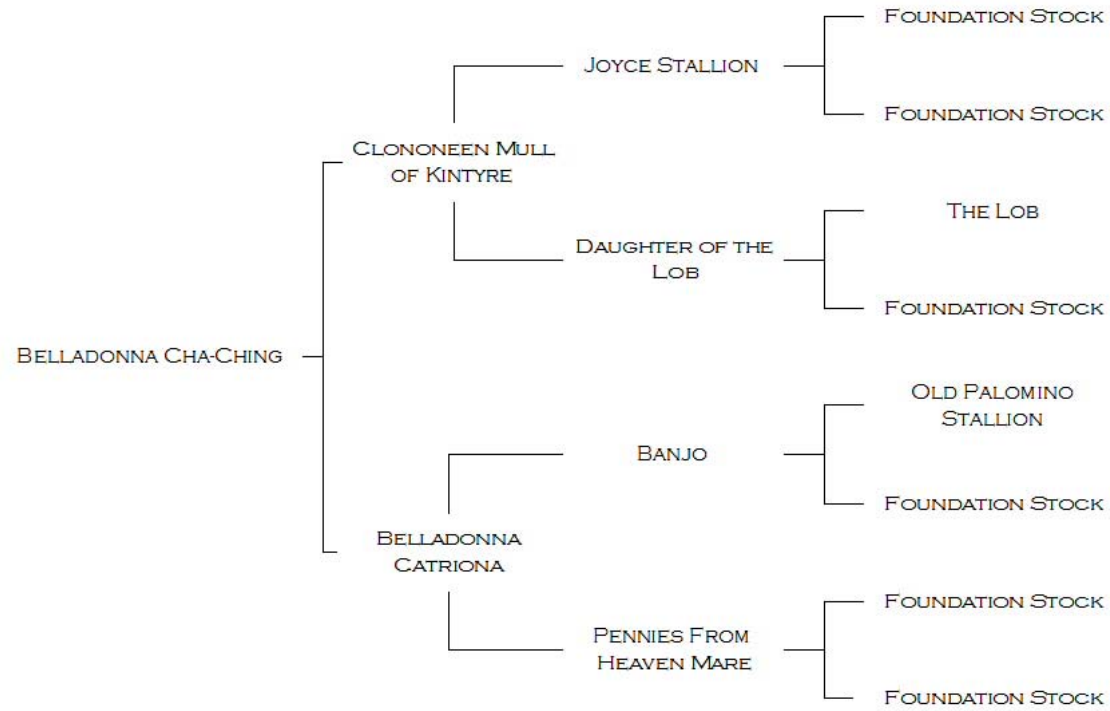 Foundation Stock
Joyce Stallion
Foundation Stock
Clononeen Mull
of Kintyre
The Lob
Daughter of the
Lob
Foundation Stock
Belladonna Cha-Ching
Old Palomino
Stallion
Banjo
Foundation Stock
Belladonna
Catriona
Foundation Stock
Pennies From
Heaven Mare
Foundation Stock